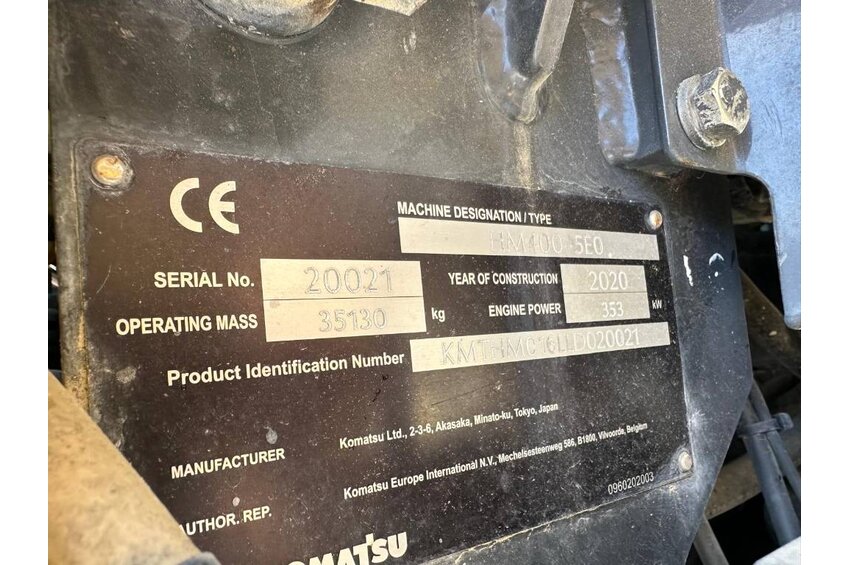 CE
MACHINE DESIGNATION / TYPE
HM400-5E0
SERIAL No. 20021 YEAR OF CONSTRUCTION 2020
OPERATING MASS 35130 kg ENGINE POWER 353 kW
Product Identification Number
MANUFACTURER Komatsu Ltd., 2-3-6, Akasaka, Minato-ku, Tokyo, Japan
AUTHOR. REP. Komatsu Europe International N.V., Mechelsesteenweg 586, B1800, Vilvoorde, Belgium
0960202003
OMATSU